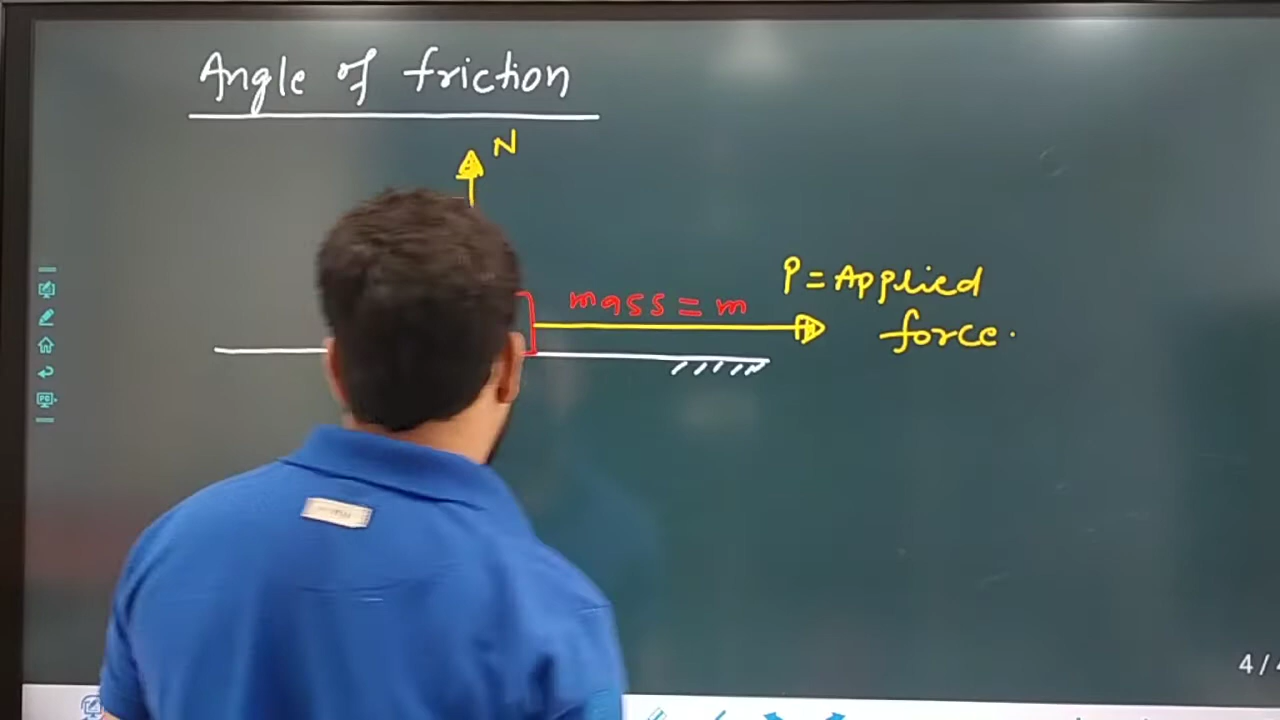 Angle of friction
N
mass = m
P = Applied
force.
4/